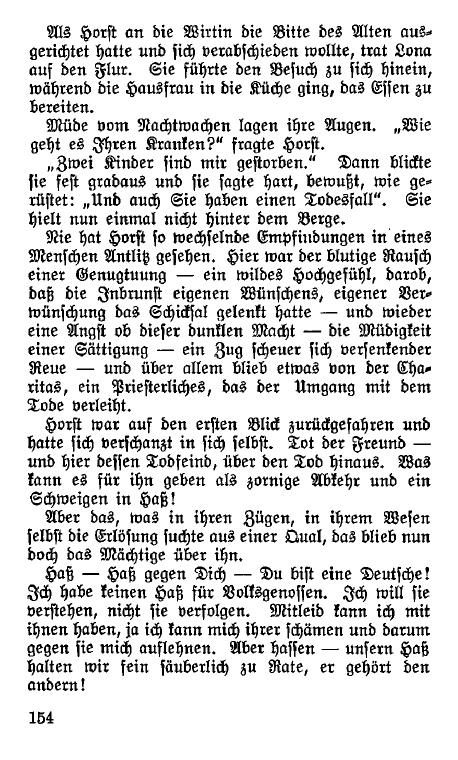 Als Horst an die Wirtin die Bitte des Alten aus-
gerichtet hatte und sich verabschieden wollte, trat Lona
auf den Flur. Sie führte den Besuch zu sich hinein,
während die Hausfrau in die Küche ging, das Essen zu
bereiten.
Müde vom Nachtwachen lagen ihre Augen. „Wie
geht es Ihren Kranken?“ fragte Horst.
„Zwei Kinder sind mir gestorben.“ Dann blickte
sie fest gradaus und sie sagte hart, bewußt, wie ge-
rüstet: „Und auch Sie haben einen Todesfall“. Sie
hielt nun einmal nicht hinter dem Berge.
Nie hat Horst so wechselnde Empfindungen in eines
Menschen Antlitz gesehen. Hier war der blutige Rausch
einer Genugtuung — ein wildes Hochgefühl, darob,
daß die Inbrunst eigenen Wünschens, eigener Ver-
wünschung das Schicksal gelenkt hatte — und wieder
eine Angst ob dieser dunklen Macht — die Müdigkeit
einer Sättigung — ein Zug scheuer sich versenkender
Reue — und über allem blieb etwas von der Cha-
ritas, ein Priesterliches, das der Umgang mit dem
Tode verleiht.
Horst war auf den ersten Blick zurückgefahren und
hatte sich verschanzt in sich selbst. Tot der Freund —
und hier dessen Todfeind, über den Tod hinaus. Was
kann es für ihn geben als zornige Abkehr und ein
Schweigen in Haß!
Aber das, was in ihren Zügen, in ihrem Wesen
selbst die Erlösung suchte aus einer Qual, das blieb nun
doch das Mächtige über ihn.
Haß — Haß gegen Dich — Du bist eine Deutsche!
Ich habe keinen Haß für Volksgenossen. Ich will sie
verstehen, nicht sie verfolgen. Mitleid kann ich mit
ihnen haben, ja ich kann mich ihrer schämen und darum
gegen sie mich auflehnen. Aber hassen — unsern Haß
halten wir fein säuberlich zu Rate, er gehört den
andern!
154